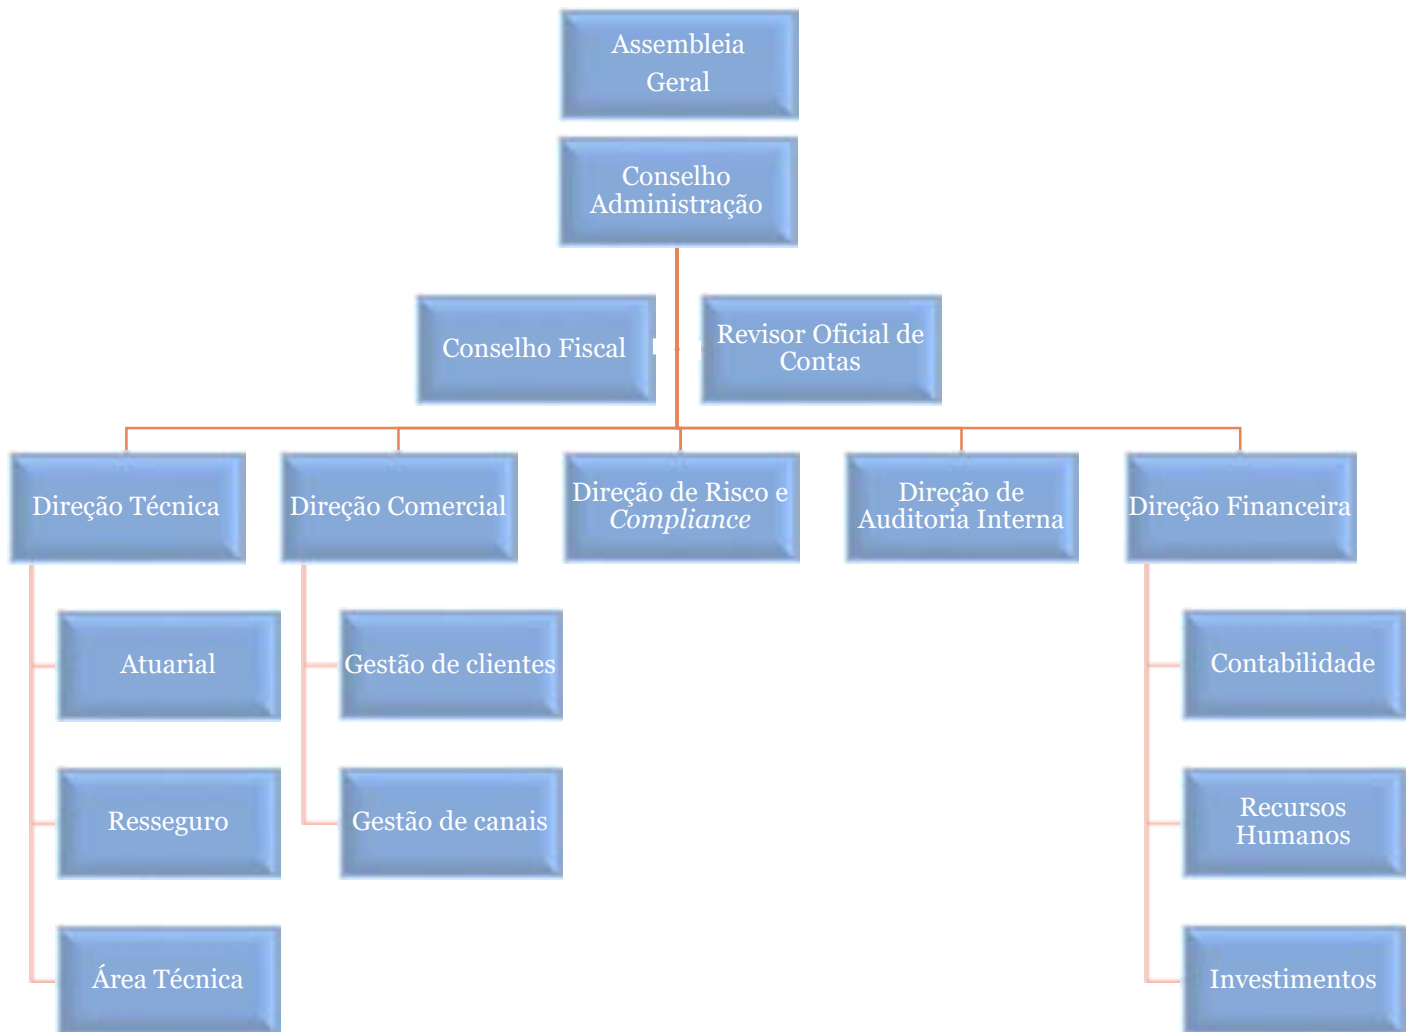 Assembleia
Geral
Conselho
Administração
Conselho Fiscal
Revisor Oficial de
Contas
Direção Técnica
Direção Comercial
Direção de Risco e
Compliance
Direção de
Auditoria Interna
Direção Financeira
Atuarial
Gestão de clientes
Contabilidade
Resseguro
Gestão de canais
Recursos
Humanos
Área Técnica
Investimentos